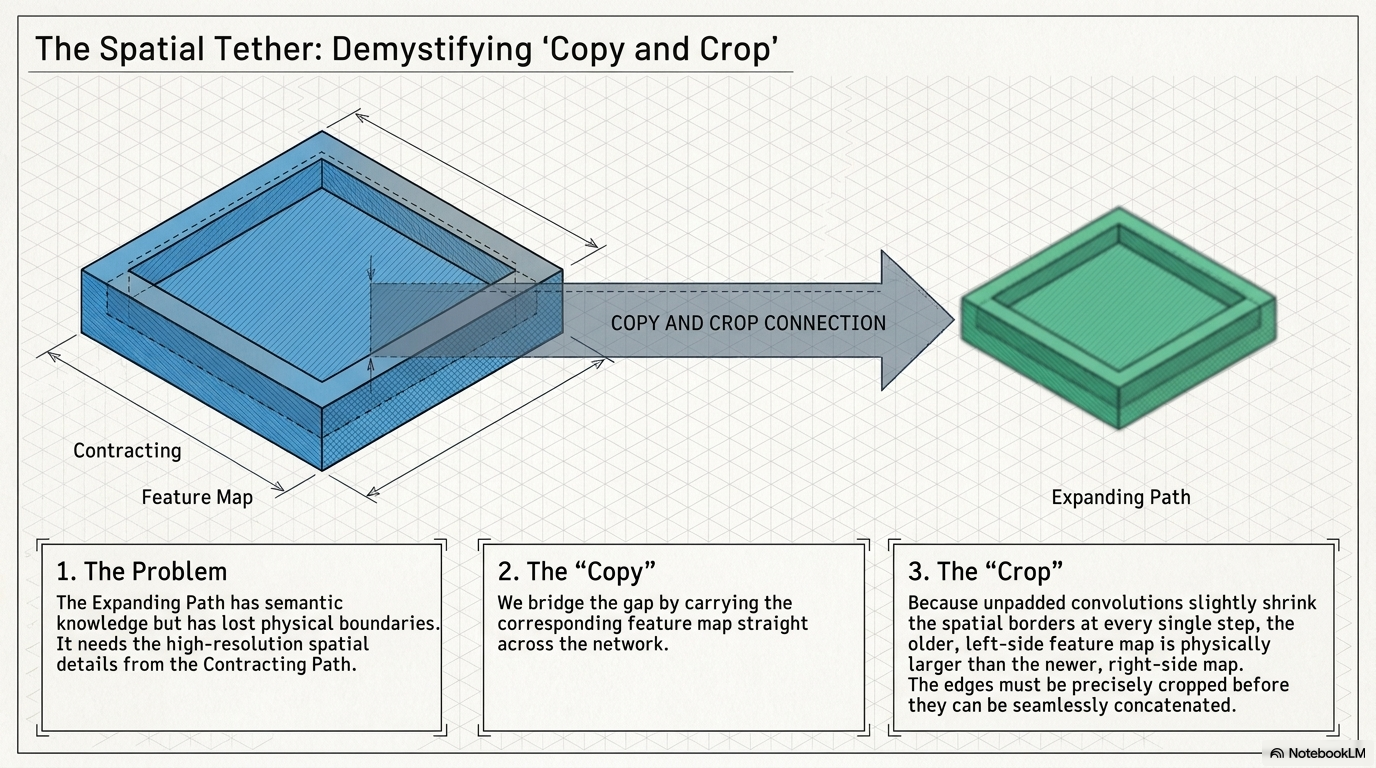 The Spatial Tether: Demystifying ‘Copy and Crop’
COPY AND CROP CONNECTION
Contracting
Feature Map
Expanding Path
1. The Problem
The Expanding Path has semantic
knowledge but has lost physical boundaries.
It needs the high-resolution spatial
details from the Contracting Path.
2. The “Copy”
We bridge the gap by carrying the
corresponding feature map straight
across the network.
3. The “Crop”
Because unpadded convolutions slightly shrink
the spatial borders at every single step, the
older, left-side feature map is physically
larger than the newer, right-side map.
The edges must be precisely cropped before
they can be seamlessly concatenated.
NotebookLM